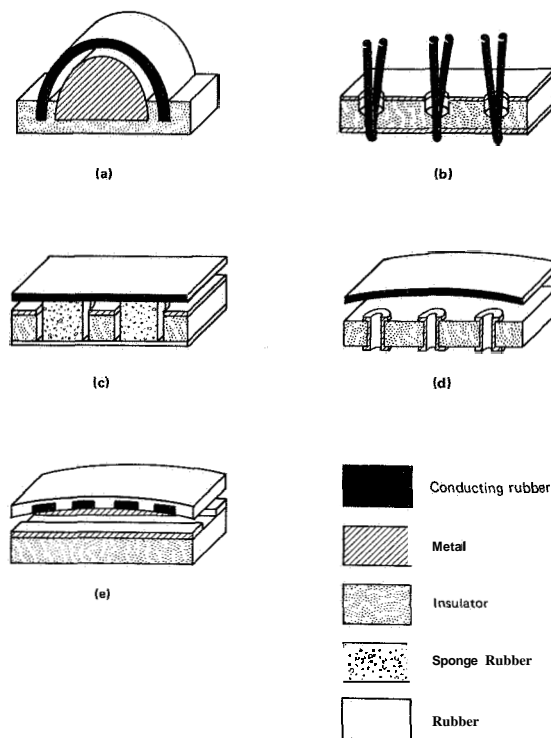 (a)
(b)
(c)
(d)
(e)
Conducting rubber
Metal
Insulator
Sponge Rubber
Rubber